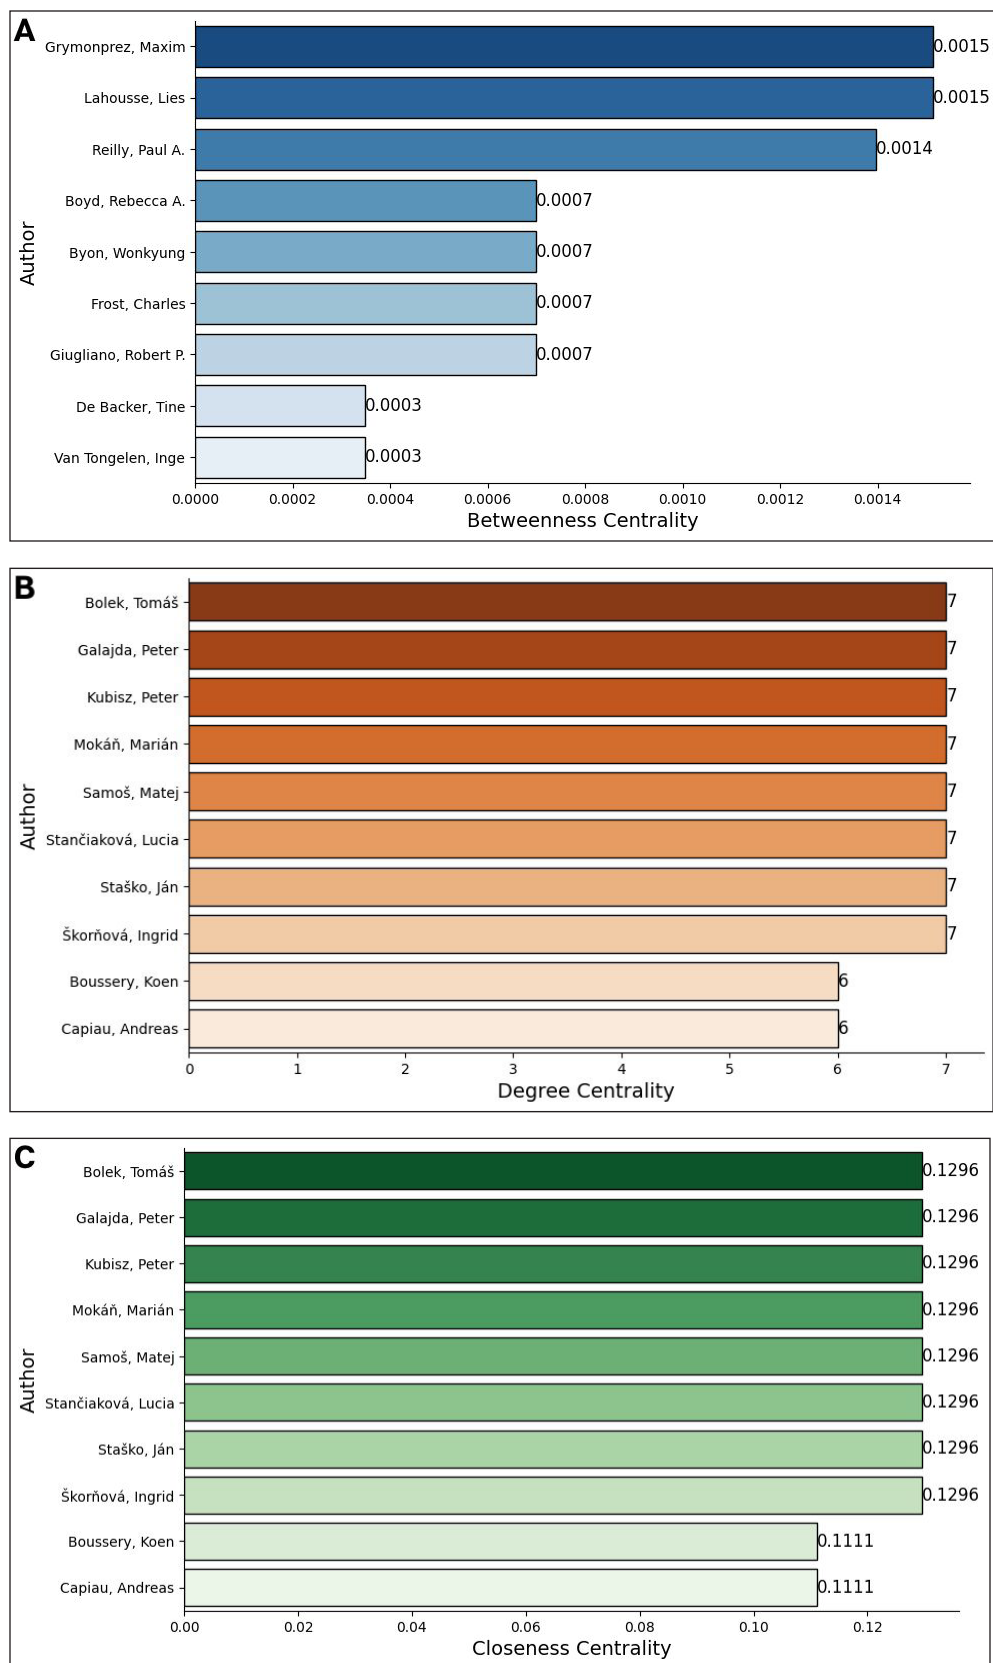 A
Grymonprez, Maxim 0.0015
Lahousse, Lies 0.0015
Reilly, Paul A. 0.0014
Boyd, Rebecca A. 0.0007
Byon, Wonkyung 0.0007
Frost, Charles 0.0007
Giugliano, Robert P. 0.0007
De Backer, Tine 0.0003
Van Tongelen, Inge 0.0003
Author
0.0000 0.0002 0.0004 0.0006 0.0008 0.0010 0.0012 0.0014
Betweenness Centrality
B
Bolek, Tomáš 7
Galajda, Peter 7
Kubisz, Peter 7
Mokáň, Marián 7
Samoš, Matej 7
Stančiaková, Lucia 7
Staško, Ján 7
Škorňová, Ingrid 7
Boussery, Koen 6
Capiau, Andreas 6
Author
0 1 2 3 4 5 6 7
Degree Centrality
C
Bolek, Tomáš 0.1296
Galajda, Peter 0.1296
Kubisz, Peter 0.1296
Mokáň, Marián 0.1296
Samoš, Matej 0.1296
Stančiaková, Lucia 0.1296
Staško, Ján 0.1296
Škorňová, Ingrid 0.1296
Boussery, Koen 0.1111
Capiau, Andreas 0.1111
Author
0.00 0.02 0.04 0.06 0.08 0.10 0.12
Closeness Centrality